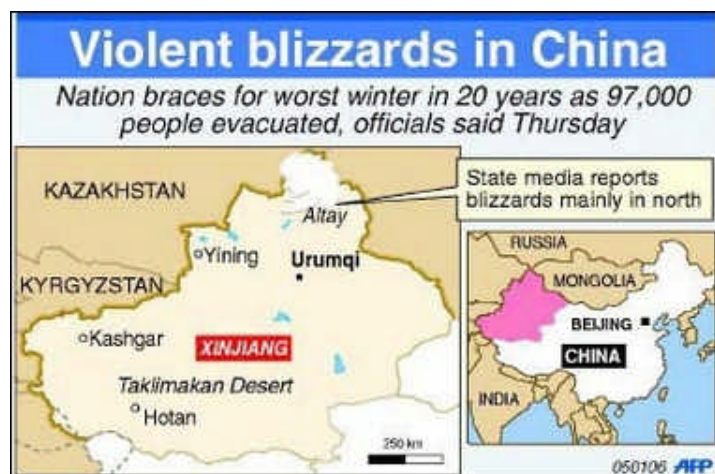 Violent blizzards in China
Nation braces for worst winter in 20 years as 97,000
people evacuated, officials said Thursday
KAZAKHSTAN
State media reports
blizzards mainly in north
Altay
Yining
Urumqi
KYRGYZSTAN
Kashgar
XINJIANG
Taklimakan Desert
Hotan
250 km
RUSSIA
MONGOLIA
BEIJING
CHINA
INDIA
050106 AFP